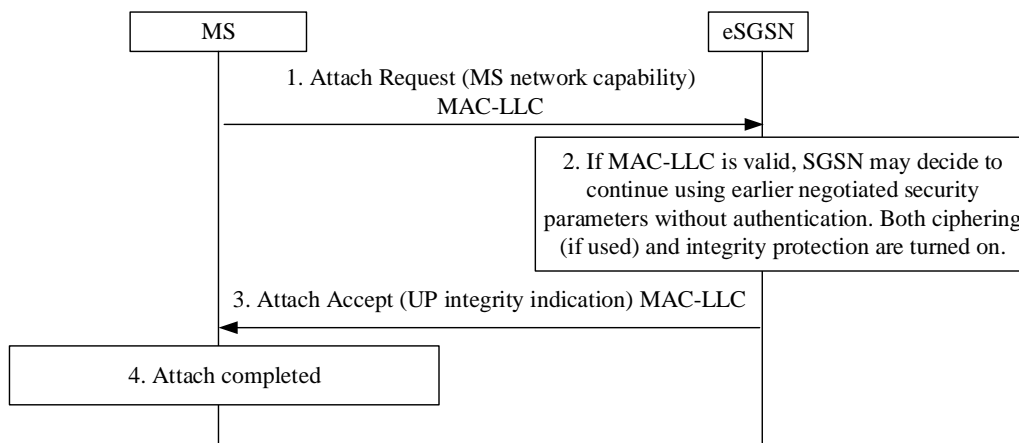 MS
eSGSN
1. Attach Request (MS network capability)
MAC-LLC
2. If MAC-LLC is valid, SGSN may decide to
continue using earlier negotiated security
parameters without authentication. Both ciphering
(if used) and integrity protection are turned on.
3. Attach Accept (UP integrity indication) MAC-LLC
4. Attach completed